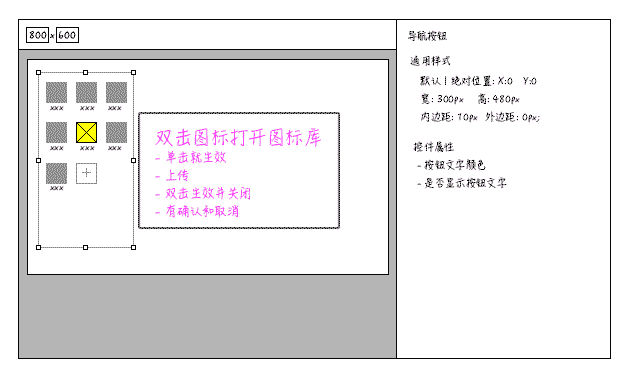 800 x 600
xxx xxx xxx
xxx xxx xxx
xxx
双击图标打开图标库
- 单击就生效
- 上传
- 双击生效并关闭
- 有确认和取消
导航按钮
通用样式
默认 | 绝对位置: X:0 Y:0
宽: 300px 高: 480px
内边距: 10px 外边距: 0px;
控件属性
- 按钮文字颜色
- 是否显示按钮文字